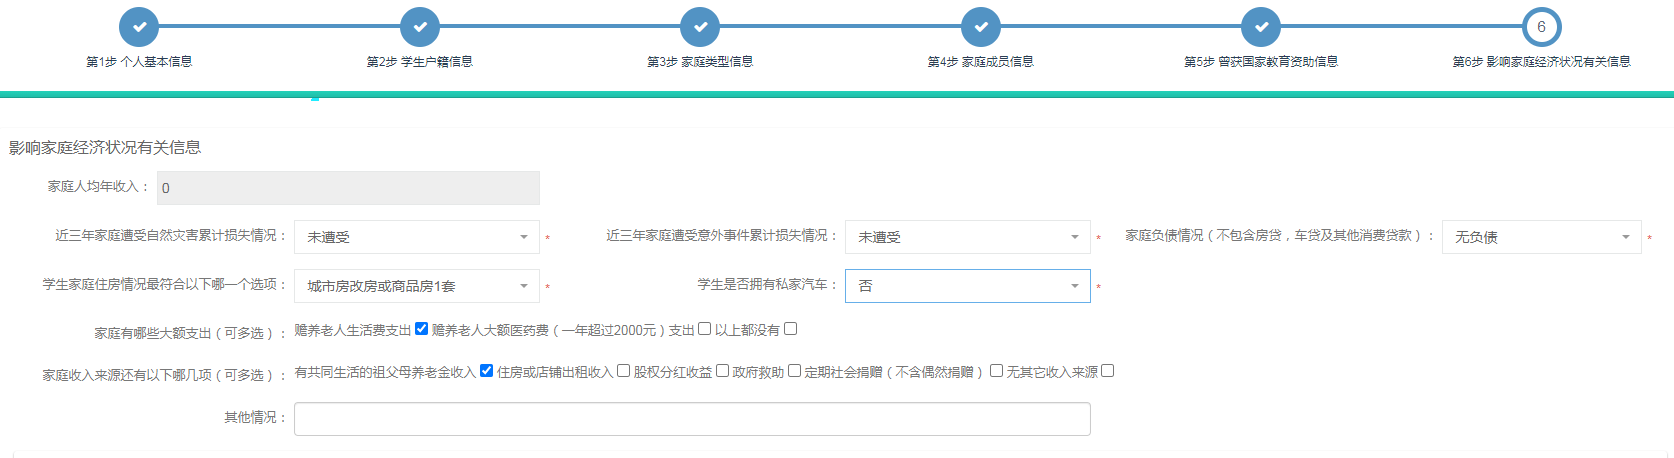 6
第1步 个人基本信息 第2步 学生户籍信息 第3步 家庭类型信息 第4步 家庭成员信息 第5步 曾获国家教育资助信息 第6步 影响家庭经济状况有关信息
影响家庭经济状况有关信息
家庭人均年收入： 0
近三年家庭遭受自然灾害累计损失情况： 未遭受 * 近三年家庭遭受意外事件累计损失情况： 未遭受 * 家庭负债情况（不包含房贷，车贷及其他消费贷款）： 无负债 *
学生家庭住房情况最符合以下哪一个选项： 城市房改房或商品房1套 * 学生是否拥有私家汽车： 否 *
家庭有哪些大额支出（可多选）： 赡养老人生活费支出 赡养老人大额医药费（一年超过2000元）支出 以上都没有
家庭收入来源还有以下哪几项（可多选）： 有共同生活的祖父母养老金收入 住房或店铺出租收入 股权分红收益 政府救助 定期社会捐赠（不含偶然捐赠） 无其它收入来源
其他情况：